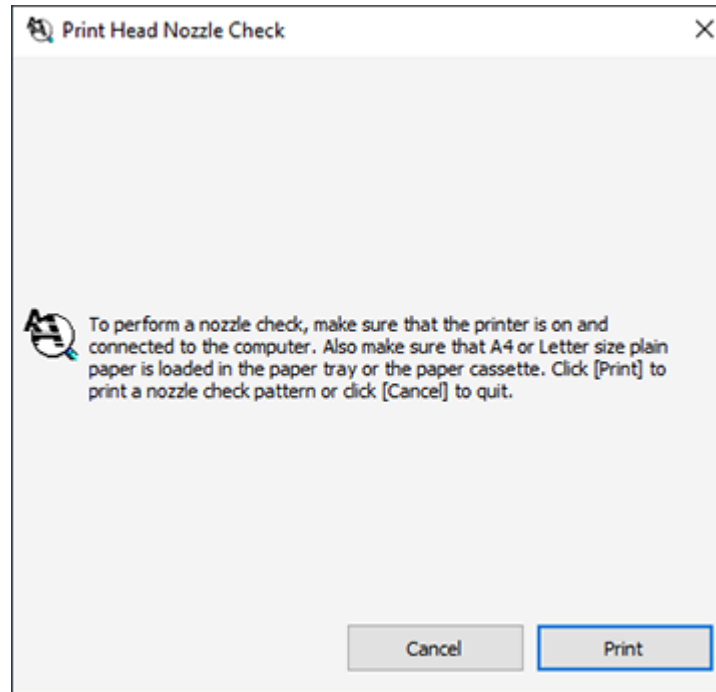 Print Head Nozzle Check
To perform a nozzle check, make sure that the printer is on and
connected to the computer. Also make sure that A4 or Letter size plain
paper is loaded in the paper tray or the paper cassette. Click [Print] to
print a nozzle check pattern or click [Cancel] to quit.
Cancel Print